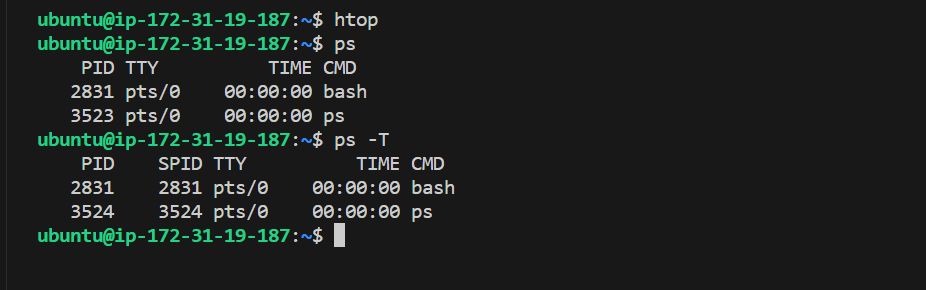 ubuntu@ip-172-31-19-187:~$ htop
ubuntu@ip-172-31-19-187:~$ ps
    PID TTY          TIME CMD
   2831 pts/0    00:00:00 bash
   3523 pts/0    00:00:00 ps
ubuntu@ip-172-31-19-187:~$ ps -T
    PID    SPID TTY          TIME CMD
   2831    2831 pts/0    00:00:00 bash
   3524    3524 pts/0    00:00:00 ps
ubuntu@ip-172-31-19-187:~$